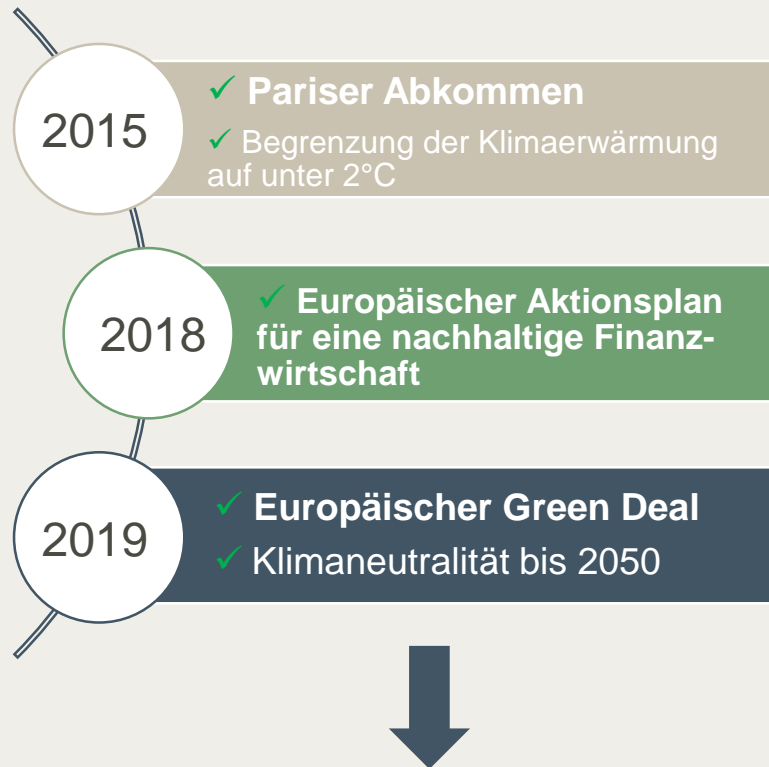 2015
✓ Pariser Abkommen
✓ Begrenzung der Klimaerwärmung
auf unter 2°C
2018
✓ Europäischer Aktionsplan
für eine nachhaltige Finanz-
wirtschaft
2019
✓ Europäischer Green Deal
✓ Klimaneutralität bis 2050